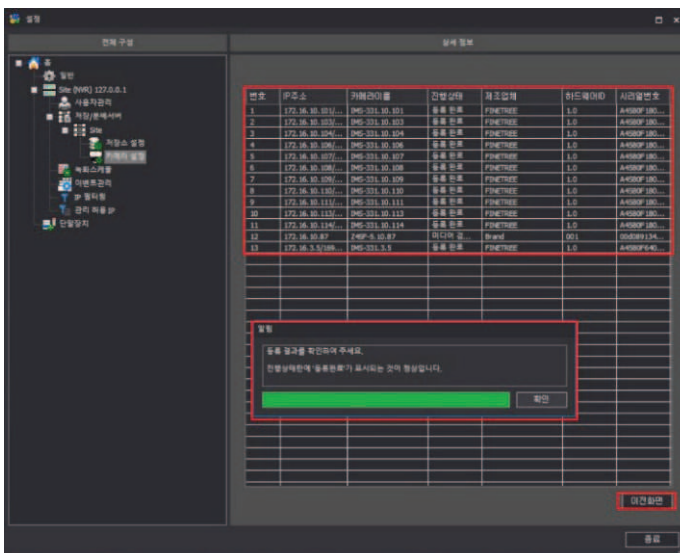 설정
전체 구성
상세 정보
홈
일반
Site (NVR) 127.0.0.1
사용자관리
저장/분배서버
Site
저장소 설정
카메라 설정
녹화스케줄
이벤트관리
IP 필터링
관리 허용 IP
단말장치
번호 IP주소 카메라이름 진행상태 제조업체 하드웨어ID 시리얼번호
1 172.16.10.101/... IMS-331.10.101 등록 완료 FINETREE 1.0 A4580F180...
2 172.16.10.103/... IMS-331.10.103 등록 완료 FINETREE 1.0 A4580F180...
3 172.16.10.104/... IMS-331.10.104 등록 완료 FINETREE 1.0 A4580F180...
4 172.16.10.106/... IMS-331.10.106 등록 완료 FINETREE 1.0 A4580F180...
5 172.16.10.107/... IMS-331.10.107 등록 완료 FINETREE 1.0 A4580F180...
6 172.16.10.108/... IMS-331.10.108 등록 완료 FINETREE 1.0 A4580F180...
7 172.16.10.109/... IMS-331.10.109 등록 완료 FINETREE 1.0 A4580F180...
8 172.16.10.110/... IMS-331.10.110 등록 완료 FINETREE 1.0 A4580F180...
9 172.16.10.111/... IMS-331.10.111 등록 완료 FINETREE 1.0 A4580F180...
10 172.16.10.113/... IMS-331.10.113 등록 완료 FINETREE 1.0 A4580F180...
11 172.16.10.114/... IMS-331.10.114 등록 완료 FINETREE 1.0 A4580F180...
12 172.16.10.87 미디어 검... Brand 001
13 172.16.3.5/169... IMS-331.3.5 등록 완료 FINETREE 1.0 A4580F640...
알림
등록 결과를 확인하여 주세요.
진행상태란에 '등록완료'가 표시되는 것이 정상입니다.
확인
이전화면
종료